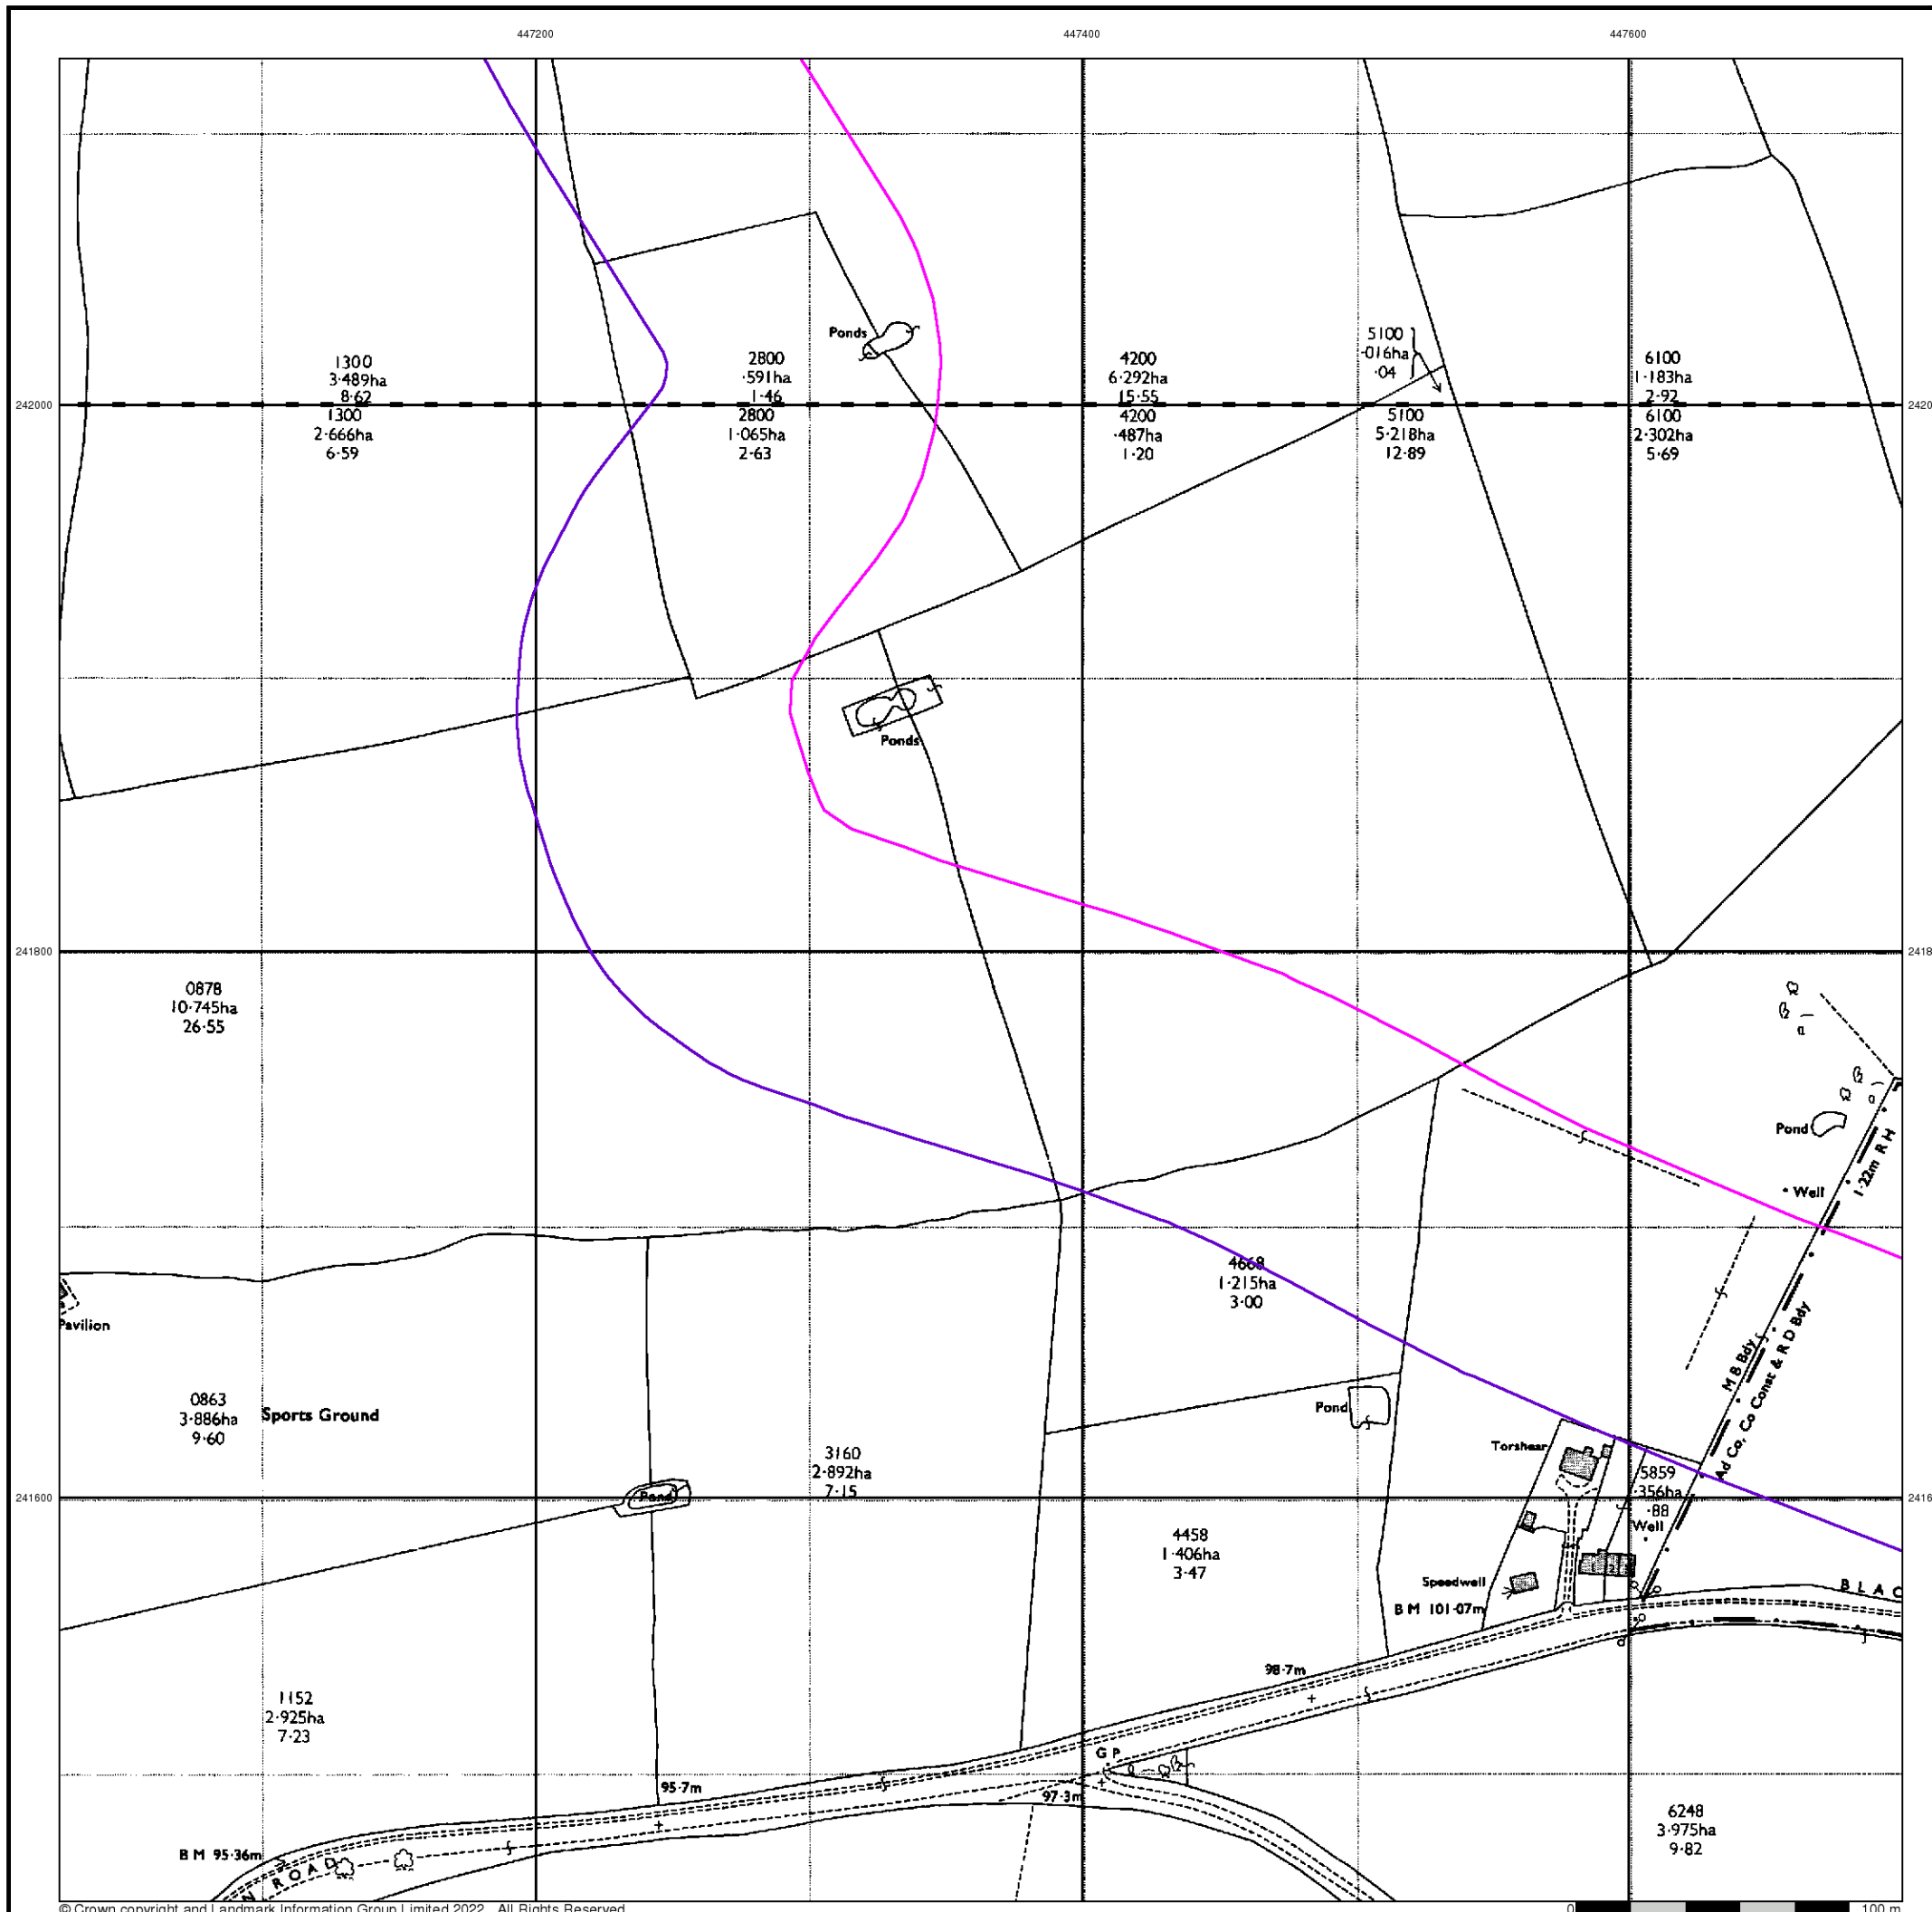 447200
447400
447600
Ponds
1300
3·489ha
8·62
2800
·591ha
1·46
4200
6·292ha
15·55
5100
·016ha
·04
6100
1·183ha
2·92
242000
1300
2·666ha
6·59
2800
1·065ha
2·63
4200
·487ha
1·20
5100
5·218ha
12·89
6100
2·302ha
5·69
2420
Ponds
241800
2418
0878
10·745ha
26·55
Pond
1·22m R H
Well
4668
1·215ha
3·00
Pavilion
M B Bdy
Ad Co, Co Const & R D Bdy
0863
3·886ha
9·60
Sports Ground
Pond
Torshear
3160
2·892ha
7·15
5859
·356ha
·88
Well
241600
2416
Pond
4458
1·406ha
3·47
Speedwell
B M 101·07m
BLAC
98·7m
1152
2·925ha
7·23
G P
95·7m
97·3m
B M 95·36m
N ROAD
6248
3·975ha
9·82
© Crown copyright and Landmark Information Group Limited 2022. All Rights Reserved.
0
100 m